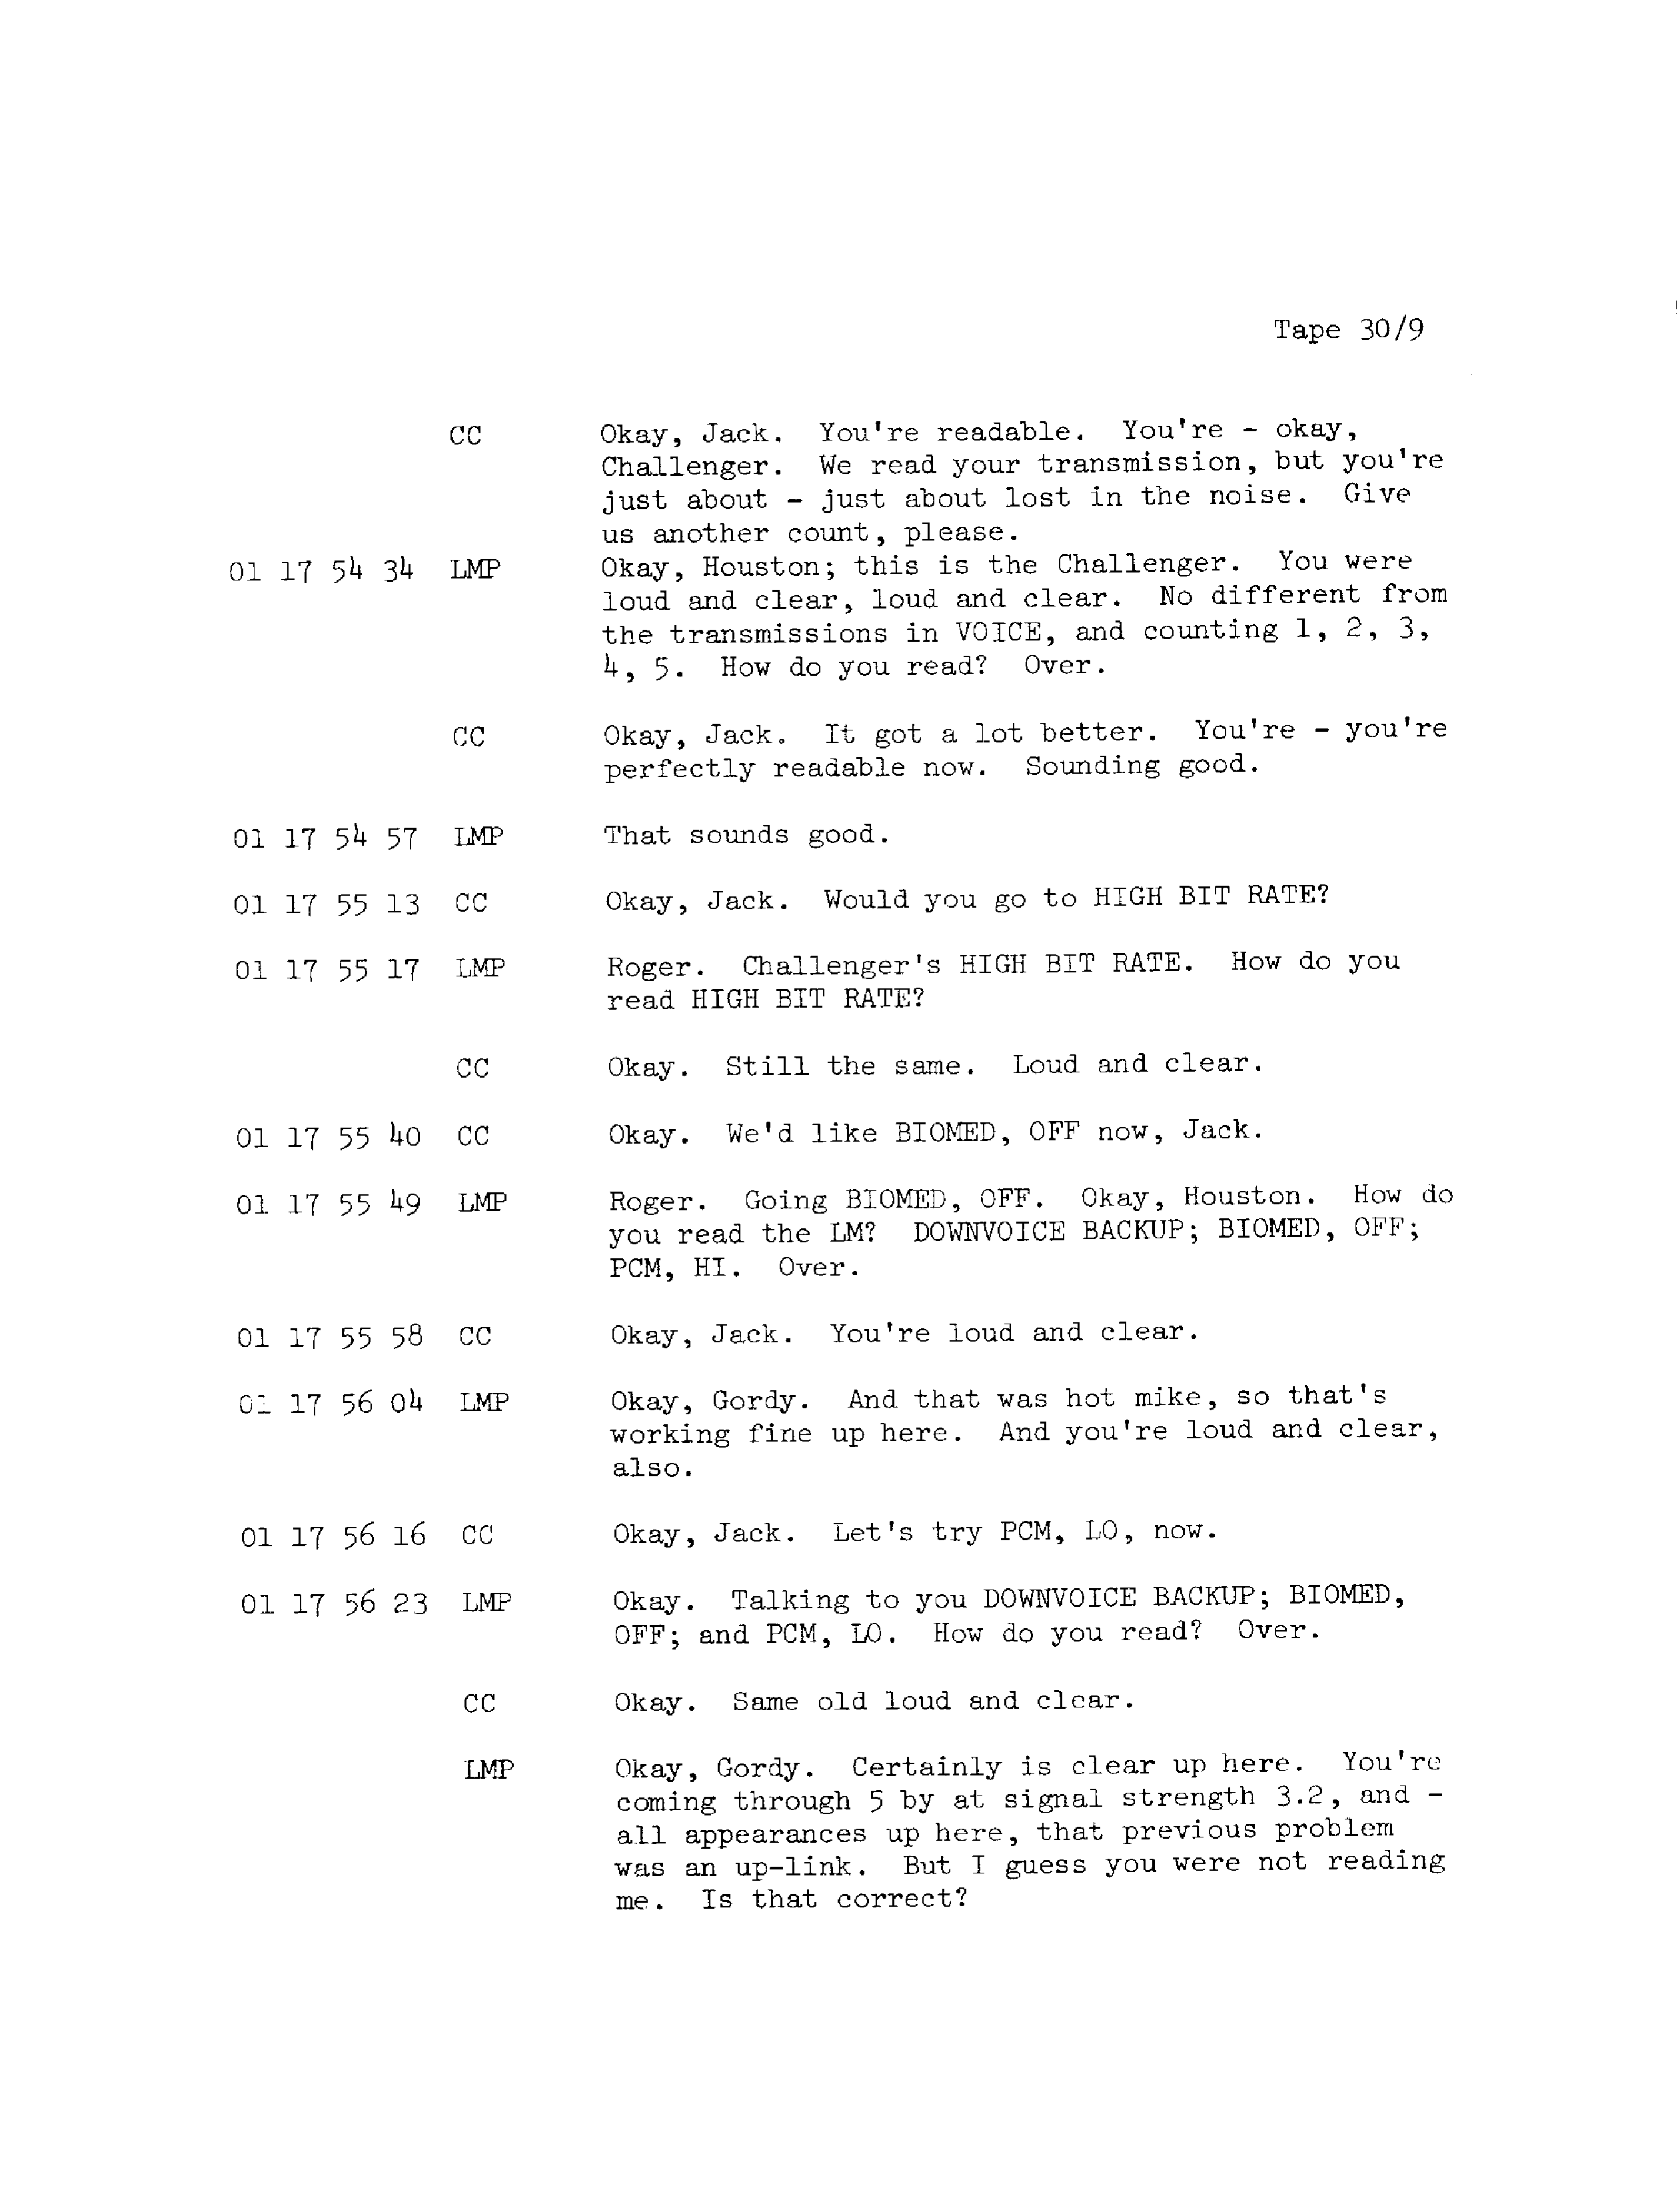 Tape 30/9
CC Okay, Jack. You're readable. You're - okay,
Challenger. We read your transmission, but you're
just about - just about lost in the noise. Give
us another count, please.
01 17 54 34 LMP Okay, Houston; this is the Challenger. You were
loud and clear, loud and clear. No different from
the transmissions in VOICE, and counting 1, 2, 3,
4, 5. How do you read? Over.
CC Okay, Jack. It got a lot better. You're - you're
perfectly readable now. Sounding good.
01 17 54 57 LMP That sounds good.
01 17 55 13 CC Okay, Jack. Would you go to HIGH BIT RATE?
01 17 55 17 LMP Roger. Challenger's HIGH BIT RATE. How do you
read HIGH BIT RATE?
CC Okay. Still the same. Loud and clear.
01 17 55 40 CC Okay. We'd like BIOMED, OFF now, Jack.
01 17 55 49 LMP Roger. Going BIOMED, OFF. Okay, Houston. How do
you read the LM? DOWNVOICE BACKUP; BIOMED, OFF;
PCM, HI. Over.
01 17 55 58 CC Okay, Jack. You're loud and clear.
01 17 56 04 LMP Okay, Gordy. And that was hot mike, so that's
working fine up here. And you're loud and clear,
also.
01 17 56 16 CC Okay, Jack. Let's try PCM, LO, now.
01 17 56 23 LMP Okay. Talking to you DOWNVOICE BACKUP; BIOMED,
OFF; and PCM, LO. How do you read? Over.
CC Okay. Same old loud and clear.
LMP Okay, Gordy. Certainly is clear up here. You're
coming through 5 by at signal strength 3.2, and -
all appearances up here, that previous problem
was an up-link. But I guess you were not reading
me. Is that correct?